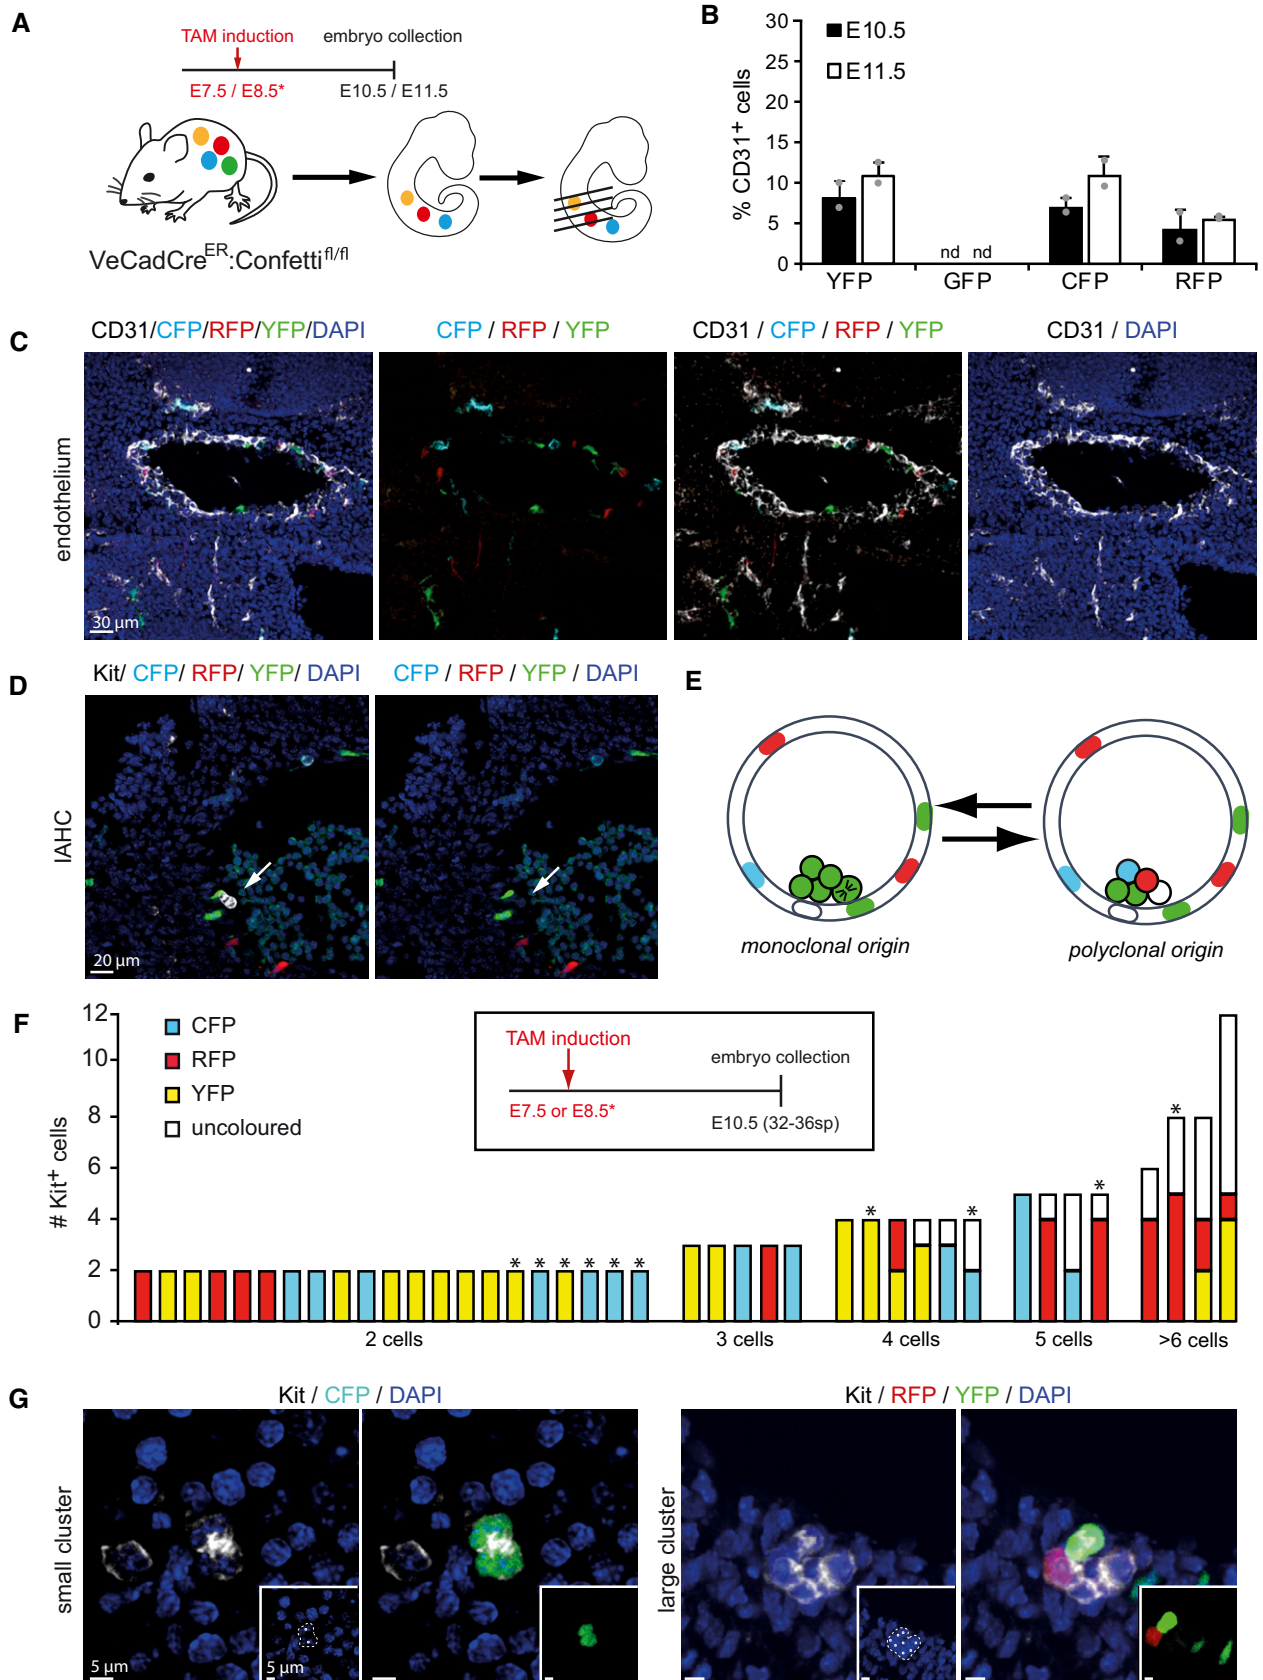 A
TAM induction
embryo collection
E7.5 / E8.5*
E10.5 / E11.5
VeCadCreER:Confettifl/fl
B
% CD31+ cells
30
25
20
15
10
5
0
E10.5
E11.5
nd nd
YFP GFP CFP RFP
C
CD31/CFP/RFP/YFP/DAPI
CFP / RFP / YFP
CD31 / CFP / RFP / YFP
CD31 / DAPI
endothelium
30 µm
D
Kit/ CFP/ RFP/ YFP/ DAPI
CFP / RFP / YFP / DAPI
IAHC
20 µm
E
monoclonal origin
polyclonal origin
F
# Kit+ cells
12
10
8
6
4
2
0
CFP
RFP
YFP
uncoloured
TAM induction
embryo collection
E7.5 or E8.5*
E10.5 (32-36sp)
* * * * * *
*
*
*
*
2 cells
3 cells
4 cells
5 cells
>6 cells
G
Kit / CFP / DAPI
Kit / RFP / YFP / DAPI
small cluster
5 µm
5 µm
large cluster